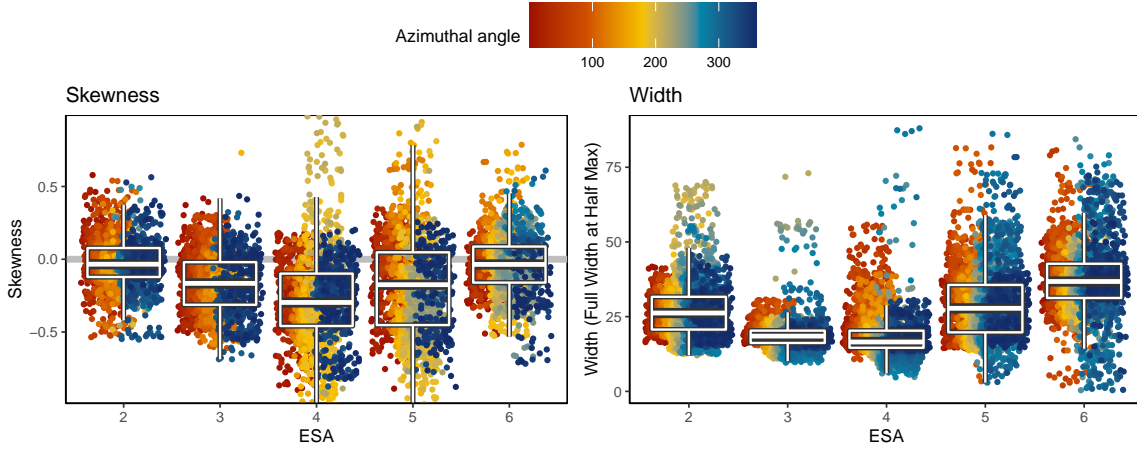 Azimuthal angle
100 200 300
Skewness
Width
Skewness
0.5
0.0
−0.5
2 3 4 5 6
ESA
Width (Full Width at Half Max)
75
50
25
0
2 3 4 5 6
ESA